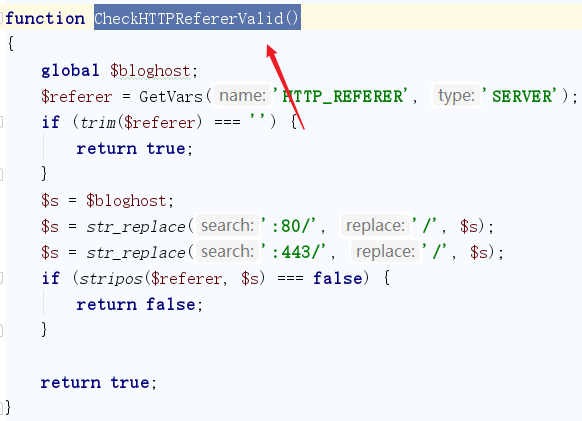 function CheckHTTPRefererValid()
{
    global $bloghost;
    $referer = GetVars( name: 'HTTP_REFERER', type: 'SERVER');
    if (trim($referer) === '') {
        return true;
    }
    $s = $bloghost;
    $s = str_replace( search: ':80/', replace: '/', $s);
    $s = str_replace( search: ':443/', replace: '/', $s);
    if (stripos($referer, $s) === false) {
        return false;
    }
    return true;
}